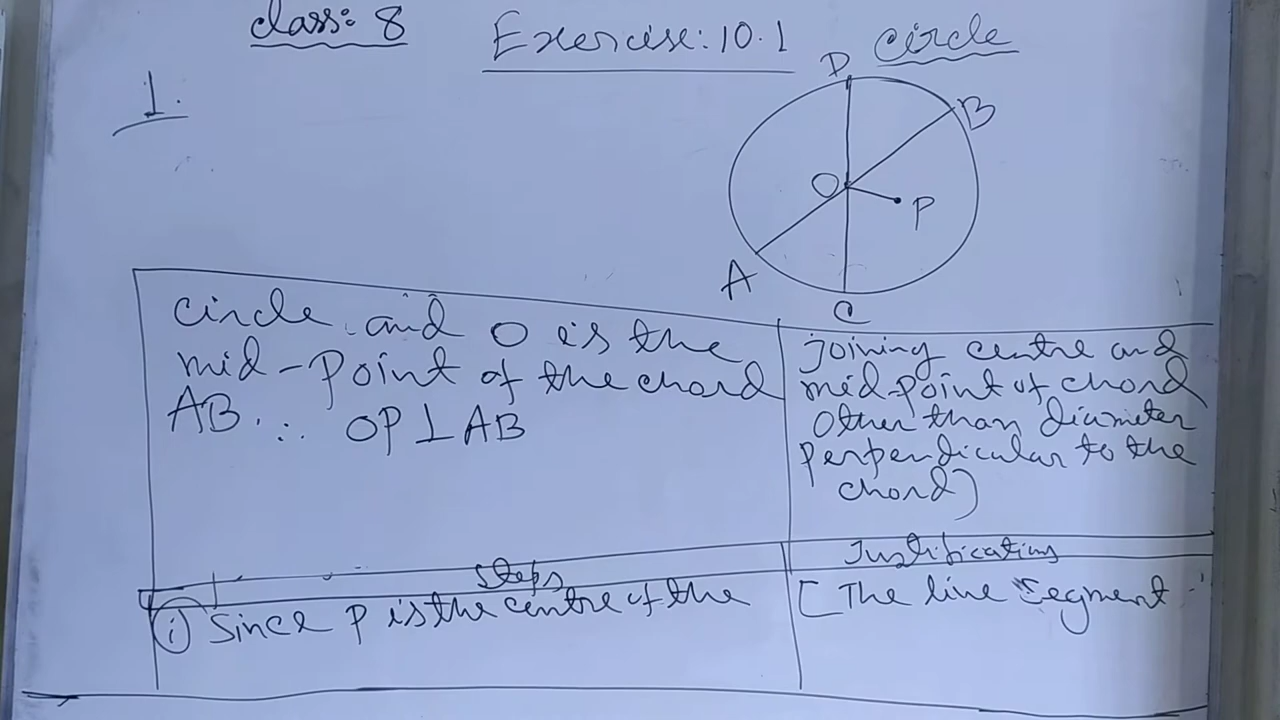 class: 8
Exercise: 10.1
circle
1.
D
B
O
P
A
C
circle and O is the
mid-Point of the chord
AB. ∴ OP⊥AB
joining centre and
mid-point of chord
Other than diameter
perpendicular to the
chord]
Steps
Justification
(i) Since P is the centre of the
[The line Segment